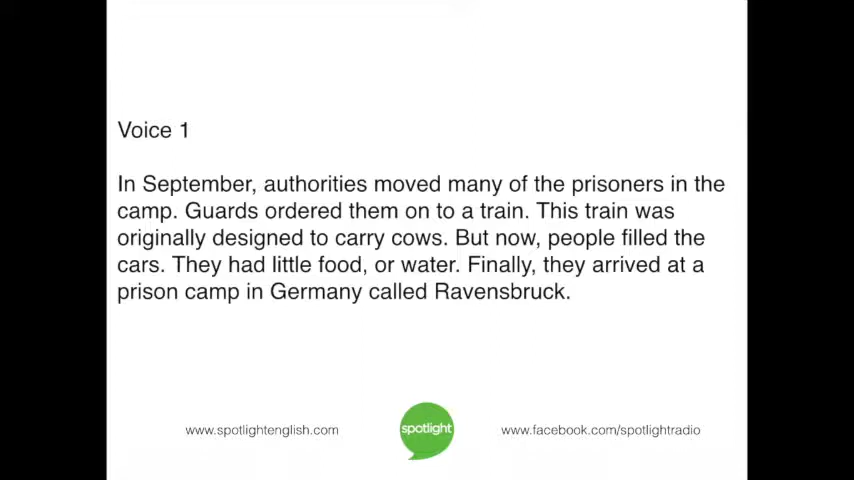 Voice 1
In September, authorities moved many of the prisoners in the
camp. Guards ordered them on to a train. This train was
originally designed to carry cows. But now, people filled the
cars. They had little food, or water. Finally, they arrived at a
prison camp in Germany called Ravensbruck.
www.spotlightenglish.com
spotlight
www.facebook.com/spotlightradio